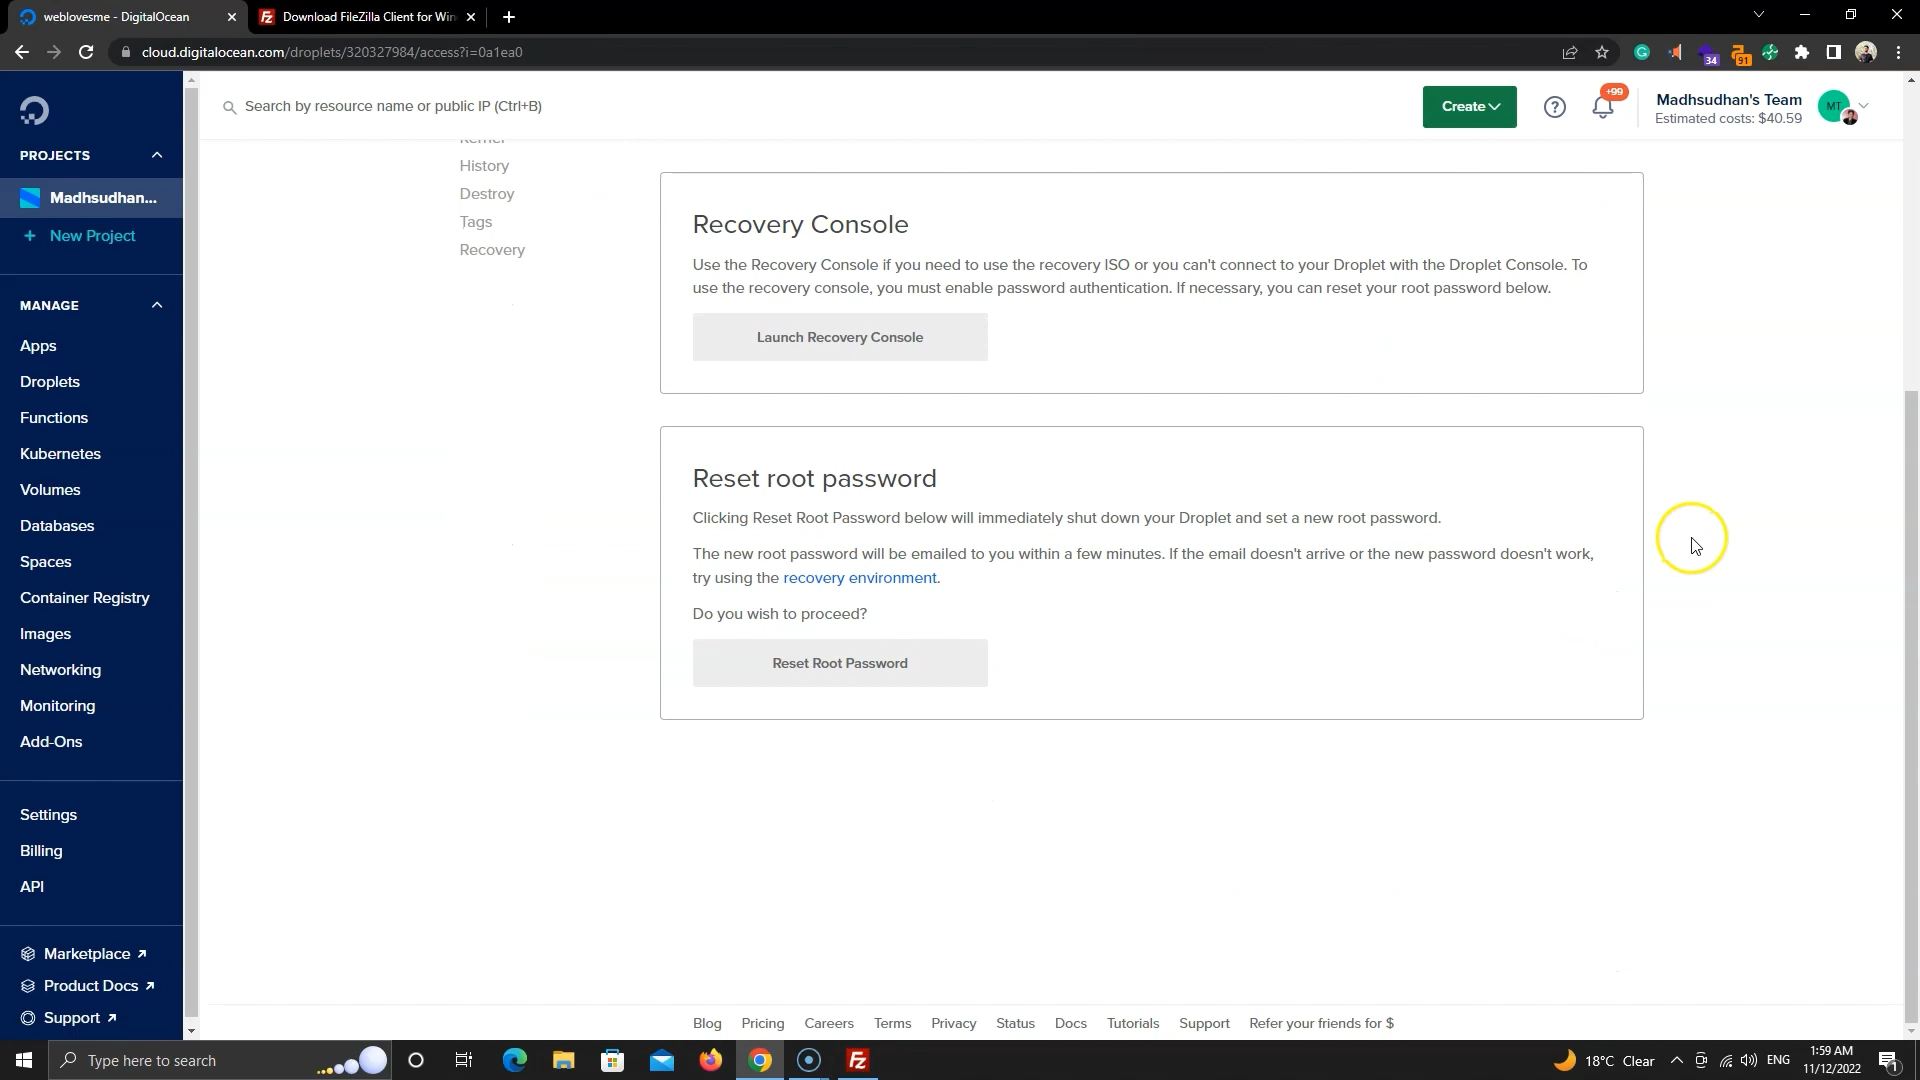 weblovesme - DigitalOcean
Download FileZilla Client for Win
cloud.digitalocean.com/droplets/320327984/access?i=0a1ea0
34
91
Search by resource name or public IP (Ctrl+B)
Create
+99
Madhsudhan's Team
Estimated costs: $40.59
MT
PROJECTS
Madhsudhan...
+ New Project
MANAGE
Apps
Droplets
Functions
Kubernetes
Volumes
Databases
Spaces
Container Registry
Images
Networking
Monitoring
Add-Ons
Settings
Billing
API
Marketplace
Product Docs
Support
Kernel
History
Destroy
Tags
Recovery
Recovery Console
Use the Recovery Console if you need to use the recovery ISO or you can't connect to your Droplet with the Droplet Console. To
use the recovery console, you must enable password authentication. If necessary, you can reset your root password below.
Launch Recovery Console
Reset root password
Clicking Reset Root Password below will immediately shut down your Droplet and set a new root password.
The new root password will be emailed to you within a few minutes. If the email doesn't arrive or the new password doesn't work,
try using the recovery environment.
Do you wish to proceed?
Reset Root Password
Blog Pricing Careers Terms Privacy Status Docs Tutorials Support Refer your friends for $
Type here to search
18°C Clear
ENG
1:59 AM
11/12/2022
1